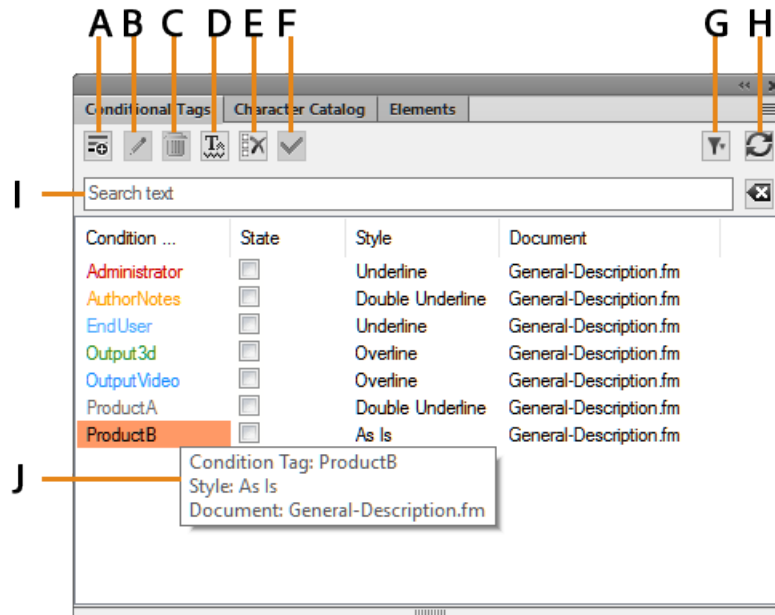 A B C D E F G H
Conditional Tags Character Catalog Elements
I
Search text
Condition ... State Style Document
Administrator Underline General-Description.fm
AuthorNotes Double Underline General-Description.fm
EndUser Underline General-Description.fm
Output3d Overline General-Description.fm
OutputVideo Overline General-Description.fm
ProductA Double Underline General-Description.fm
ProductB As Is General-Description.fm
J
Condition Tag: ProductB
Style: As Is
Document: General-Description.fm